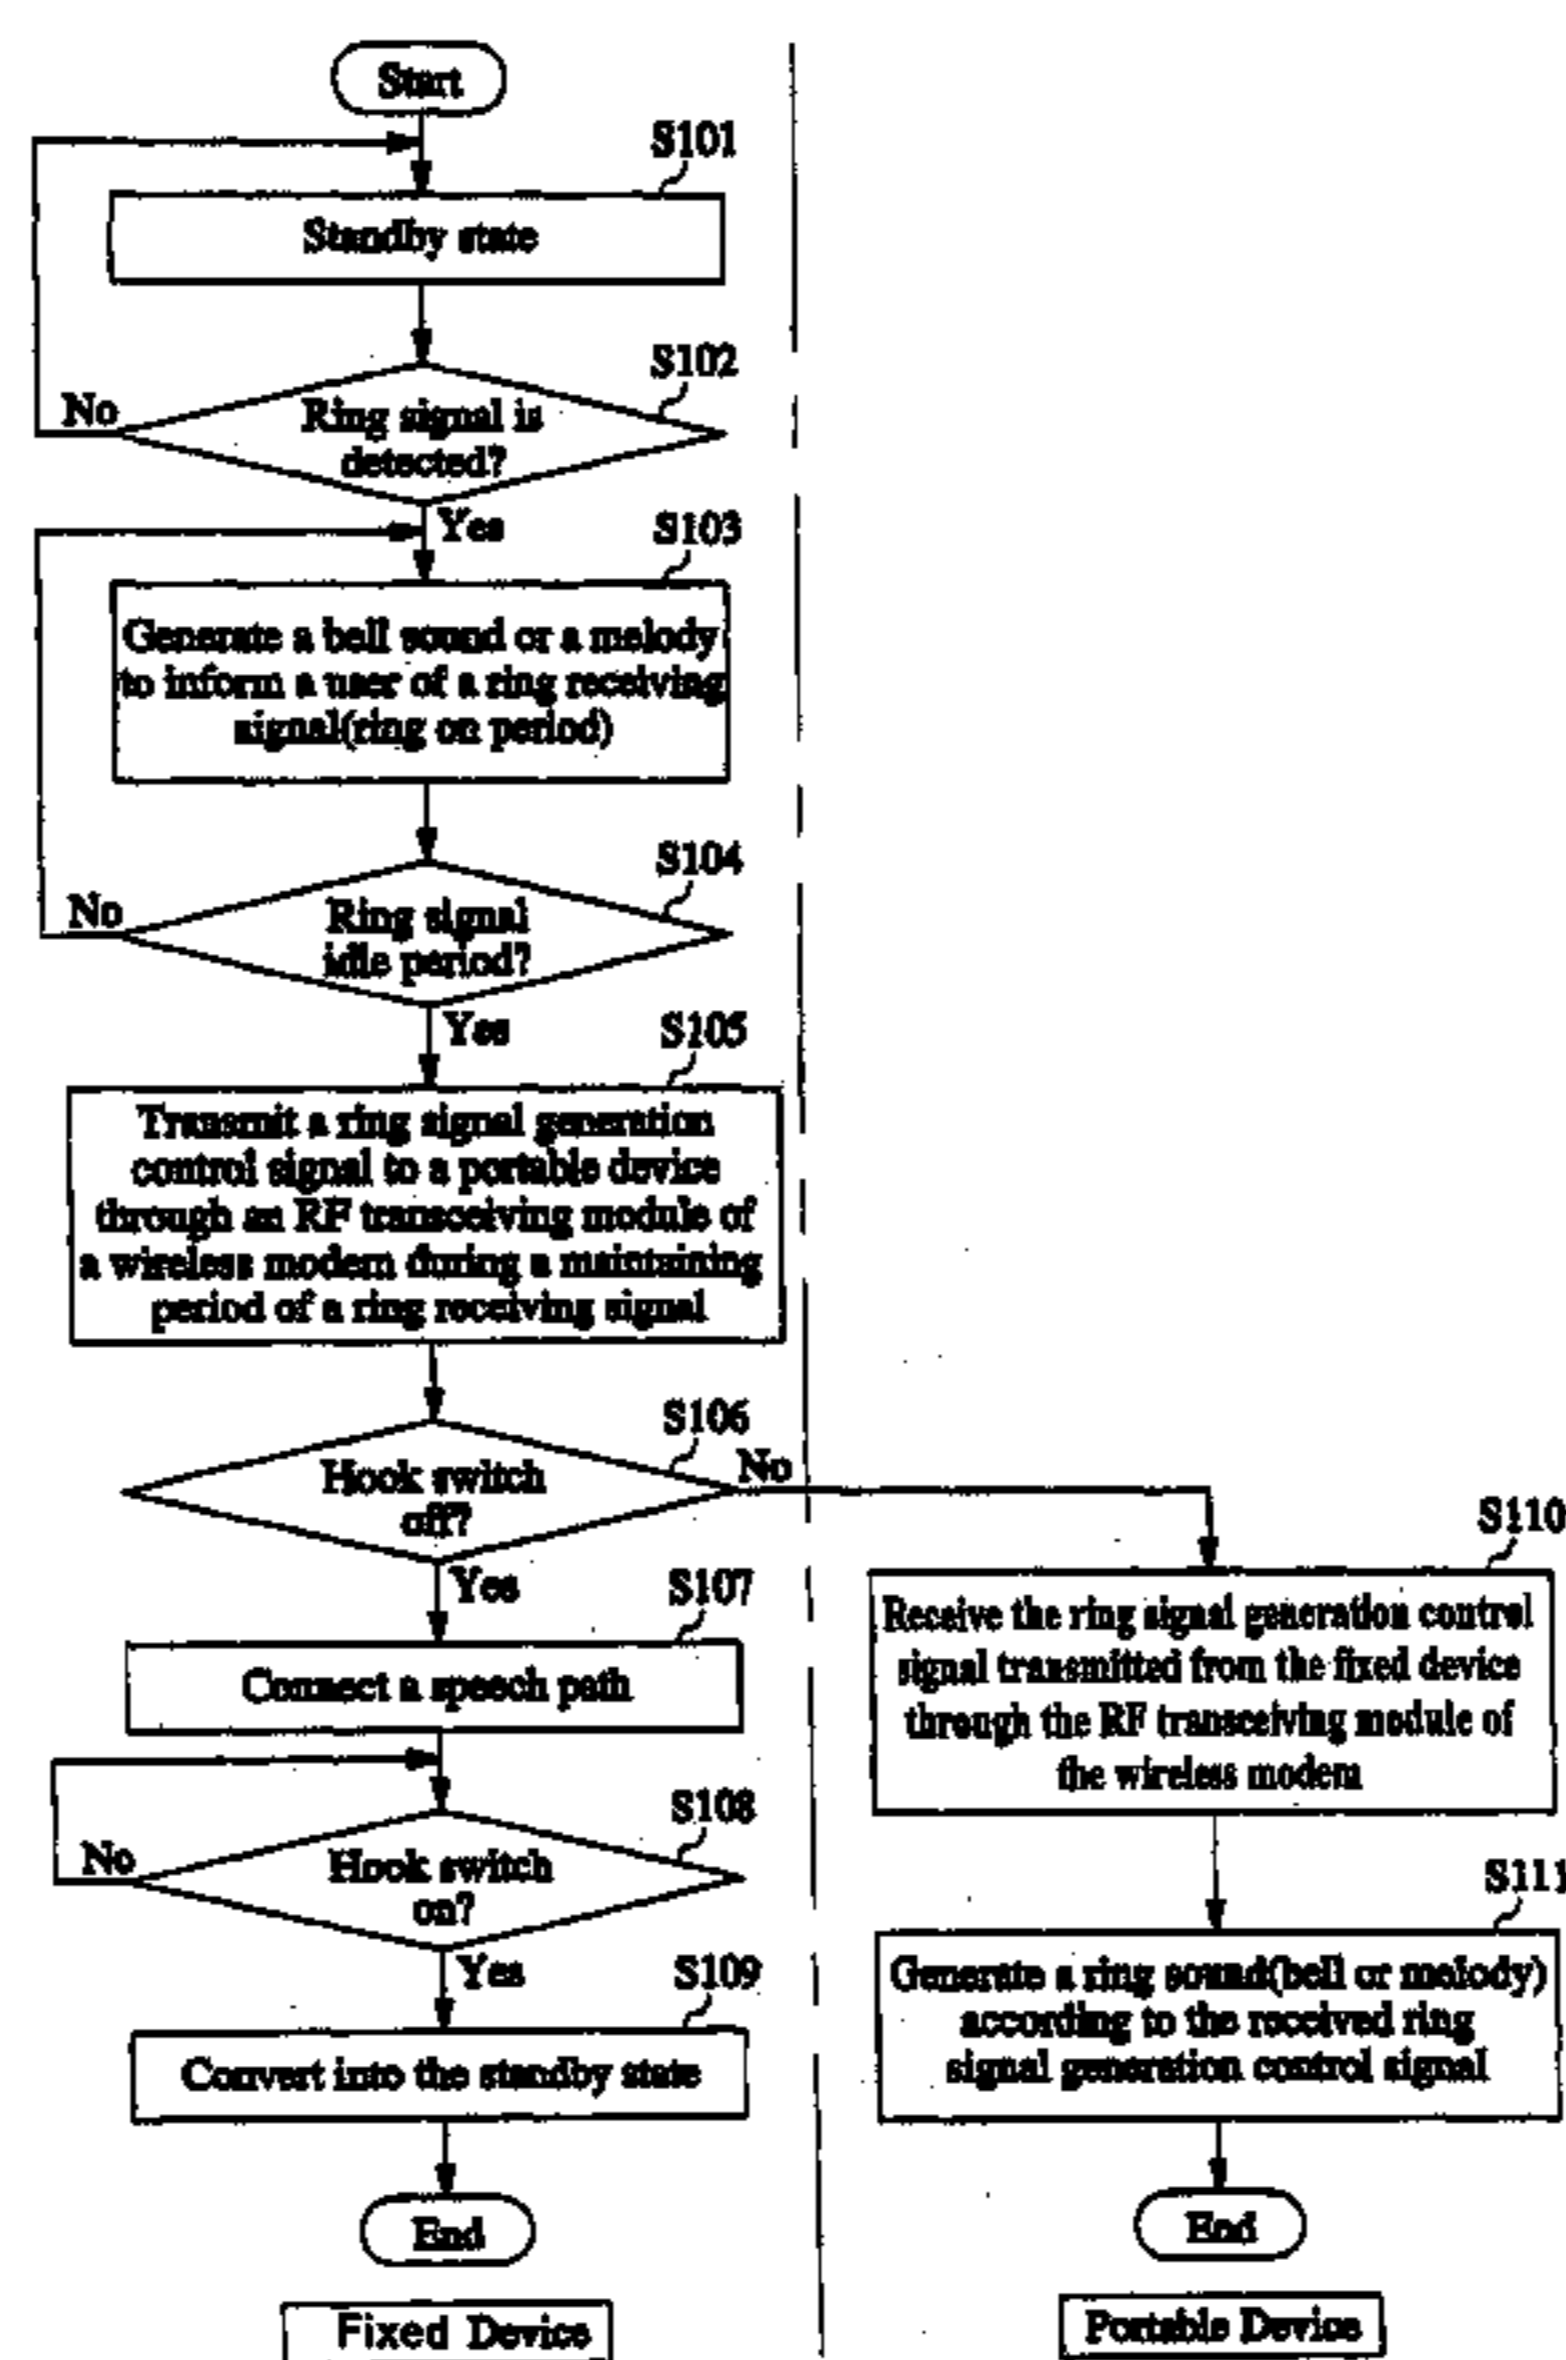 Start
S101
Standby state
S102
No
Ring signal is
detected?
Yes
S103
Generate a bell sound or a melody
to inform a user of a ring receiving
signal(ring on period)
S104
No
Ring signal
idle period?
Yes
S105
Transmit a ring signal generation
control signal to a portable device
through an RF transceiving module of
a wireless modem during a maintaining
period of a ring receiving signal
S106
Hook switch
off?
No
Yes
S107
Connect a speech path
S108
No
Hook switch
on?
Yes
S109
Convert into the standby state
End
Fixed Device
S110
Receive the ring signal generation control
signal transmitted from the fixed device
through the RF transceiving module of
the wireless modem
S111
Generate a ring sound(bell or melody)
according to the received ring
signal generation control signal
End
Portable Device